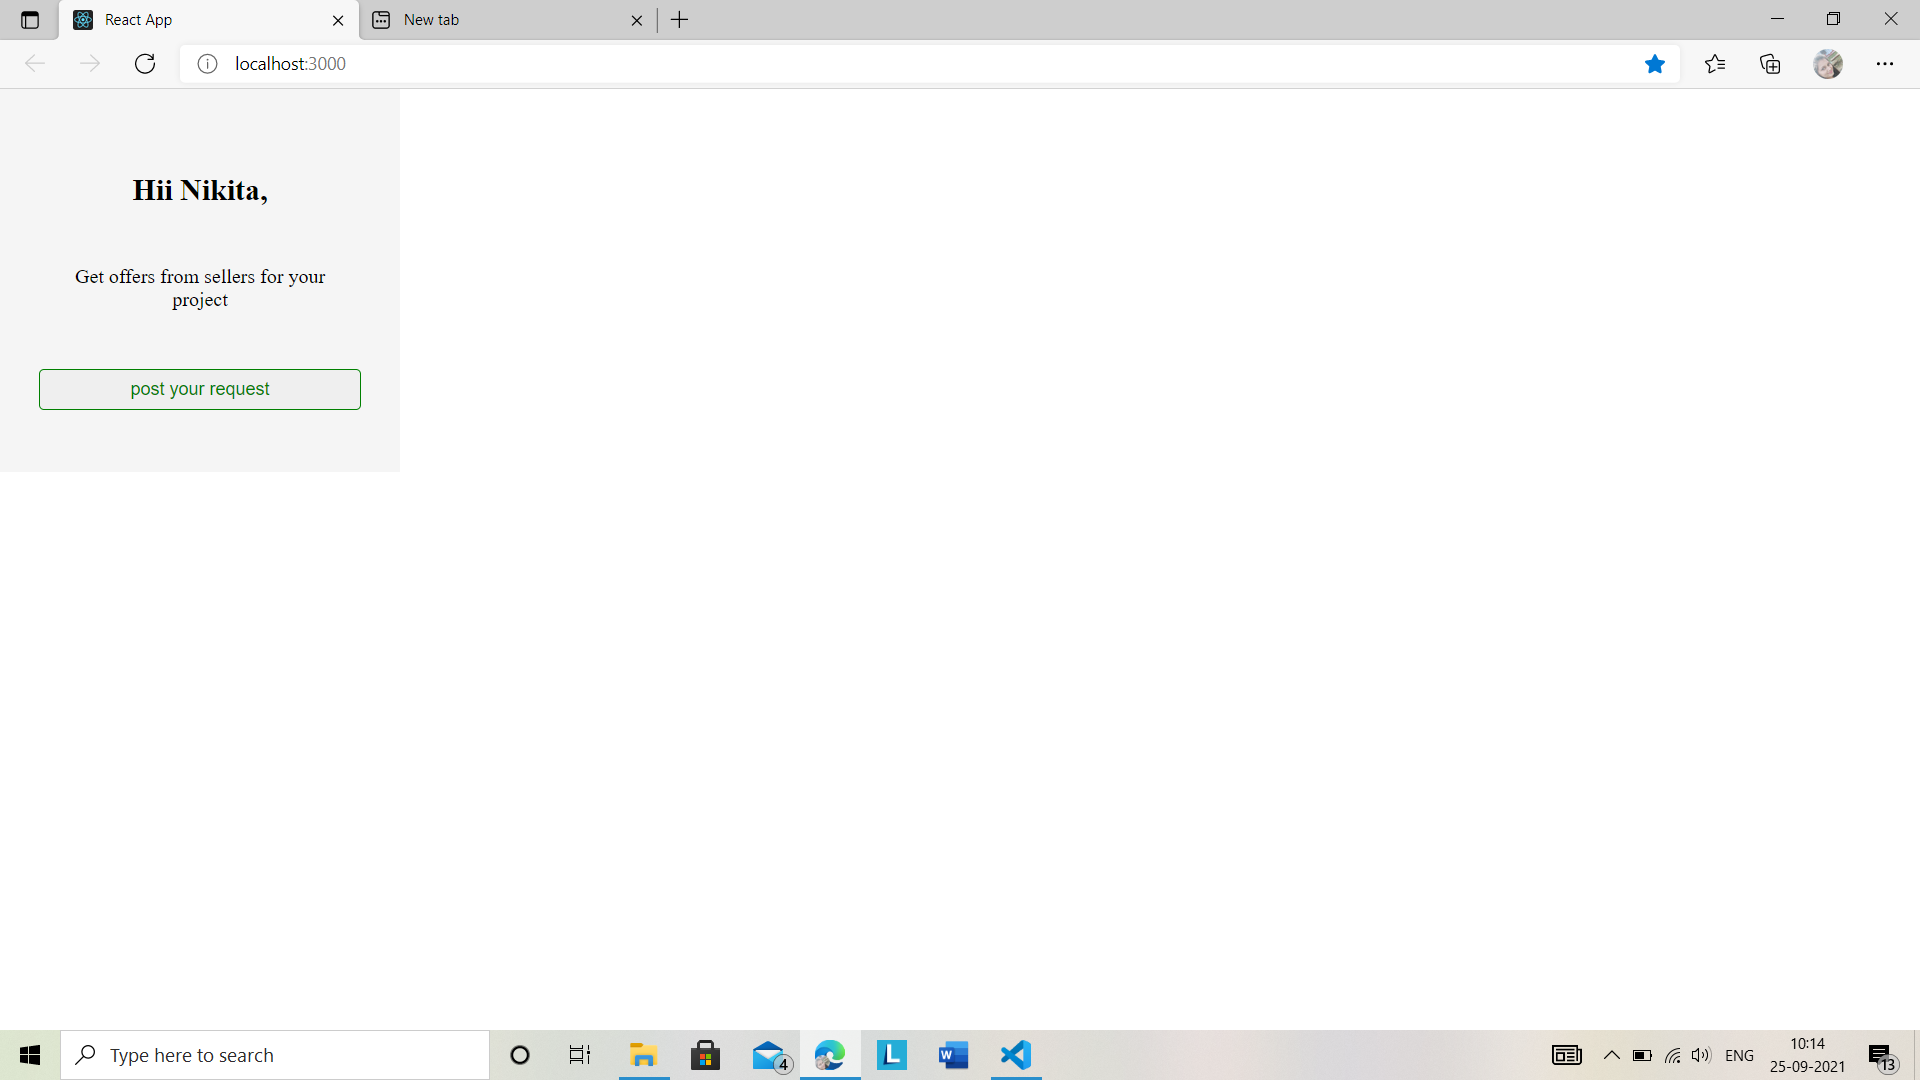 React App
New tab
localhost:3000
Hii Nikita,
Get offers from sellers for your
project
post your request
Type here to search
4
L
W
ENG
10:14
25-09-2021
13